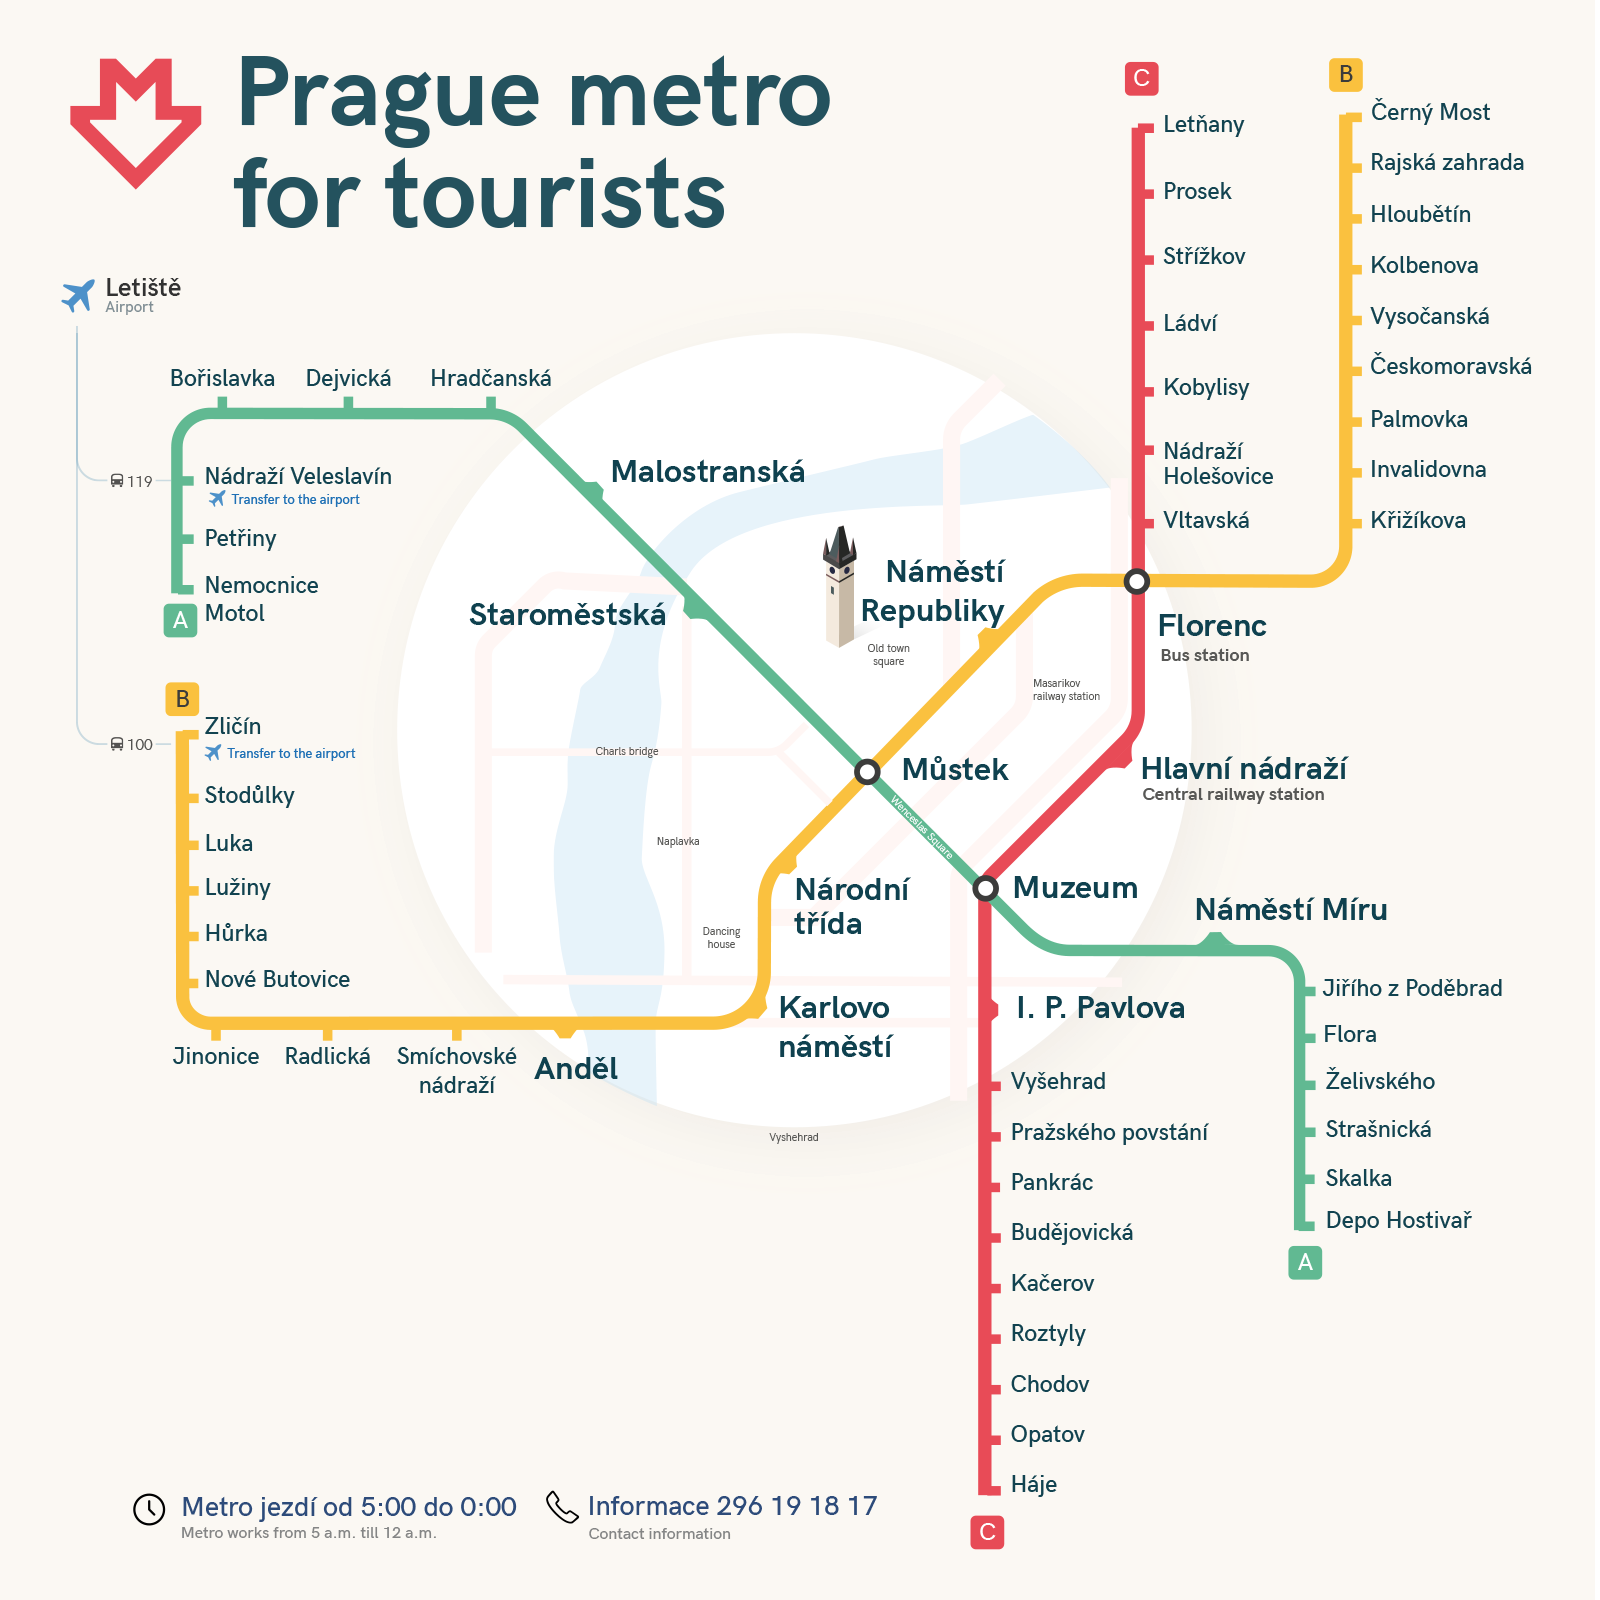 Prague metro
for tourists
Letiště
Airport
119
100
Bořislavka
Dejvická
Hradčanská
Nádraží Veleslavín
Transfer to the airport
Petřiny
Nemocnice
Motol
A
B
Zličín
Transfer to the airport
Stodůlky
Luka
Lužiny
Hůrka
Nové Butovice
Jinonice
Radlická
Smíchovské
nádraží
Anděl
Karlovo
náměstí
Národní
třída
Malostranská
Staroměstská
Náměstí
Republiky
Old town
square
Masarikov
railway station
Charls bridge
Naplavka
Dancing
house
Vyshehrad
Můstek
Wenceslas Square
Muzeum
C
Letňany
Prosek
Střížkov
Ládví
Kobylisy
Nádraží
Holešovice
Vltavská
Florenc
Bus station
Hlavní nádraží
Central railway station
B
Černý Most
Rajská zahrada
Hloubětín
Kolbenova
Vysočanská
Českomoravská
Palmovka
Invalidovna
Křižíkova
Náměstí Míru
Jiřího z Poděbrad
Flora
Želivského
Strašnická
Skalka
Depo Hostivař
A
I. P. Pavlova
Vyšehrad
Pražského povstání
Pankrác
Budějovická
Kačerov
Roztyly
Chodov
Opatov
Háje
C
Metro jezdí od 5:00 do 0:00
Metro works from 5 a.m. till 12 a.m.
Informace 296 19 18 17
Contact information